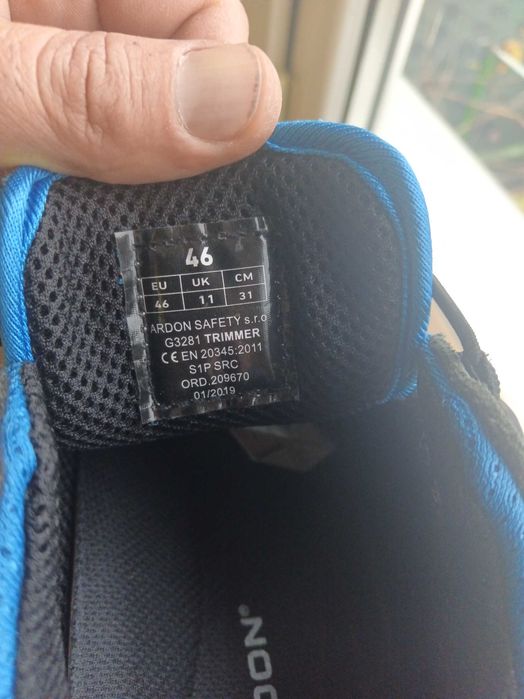 46
EU UK CM
46 11 31
ARDON SAFETY s.r.o
G3281 TRIMMER
CE EN 20345:2011
S1P SRC
ORD.209670
01/2019
DON®